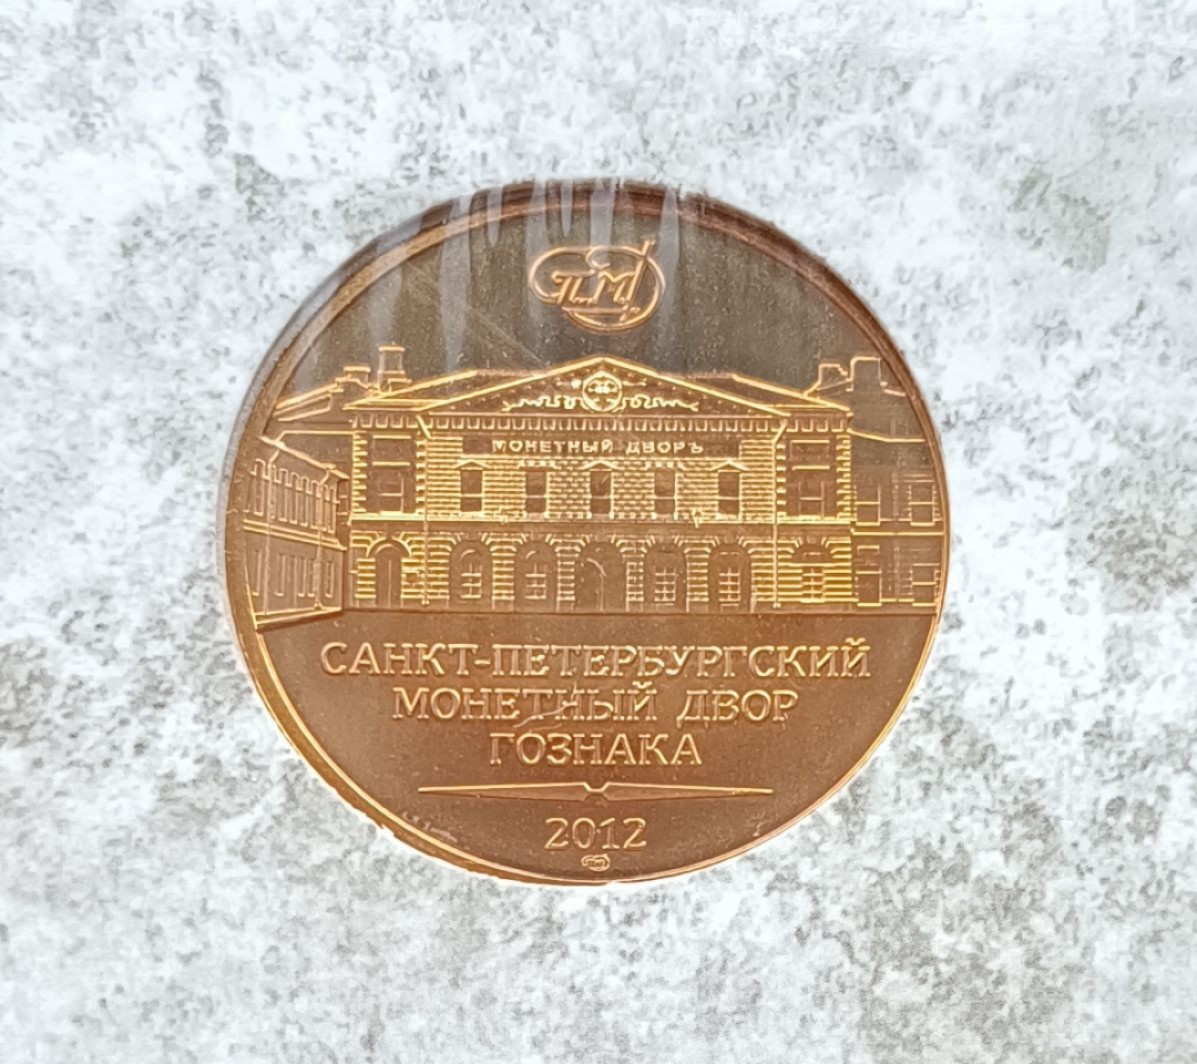 МОНЕТНЫЙ ДВОРЪ
САНКТ-ПЕТЕРБУРГСКИЙ
МОНЕТНЫЙ ДВОР
ГОЗНАКА
2012